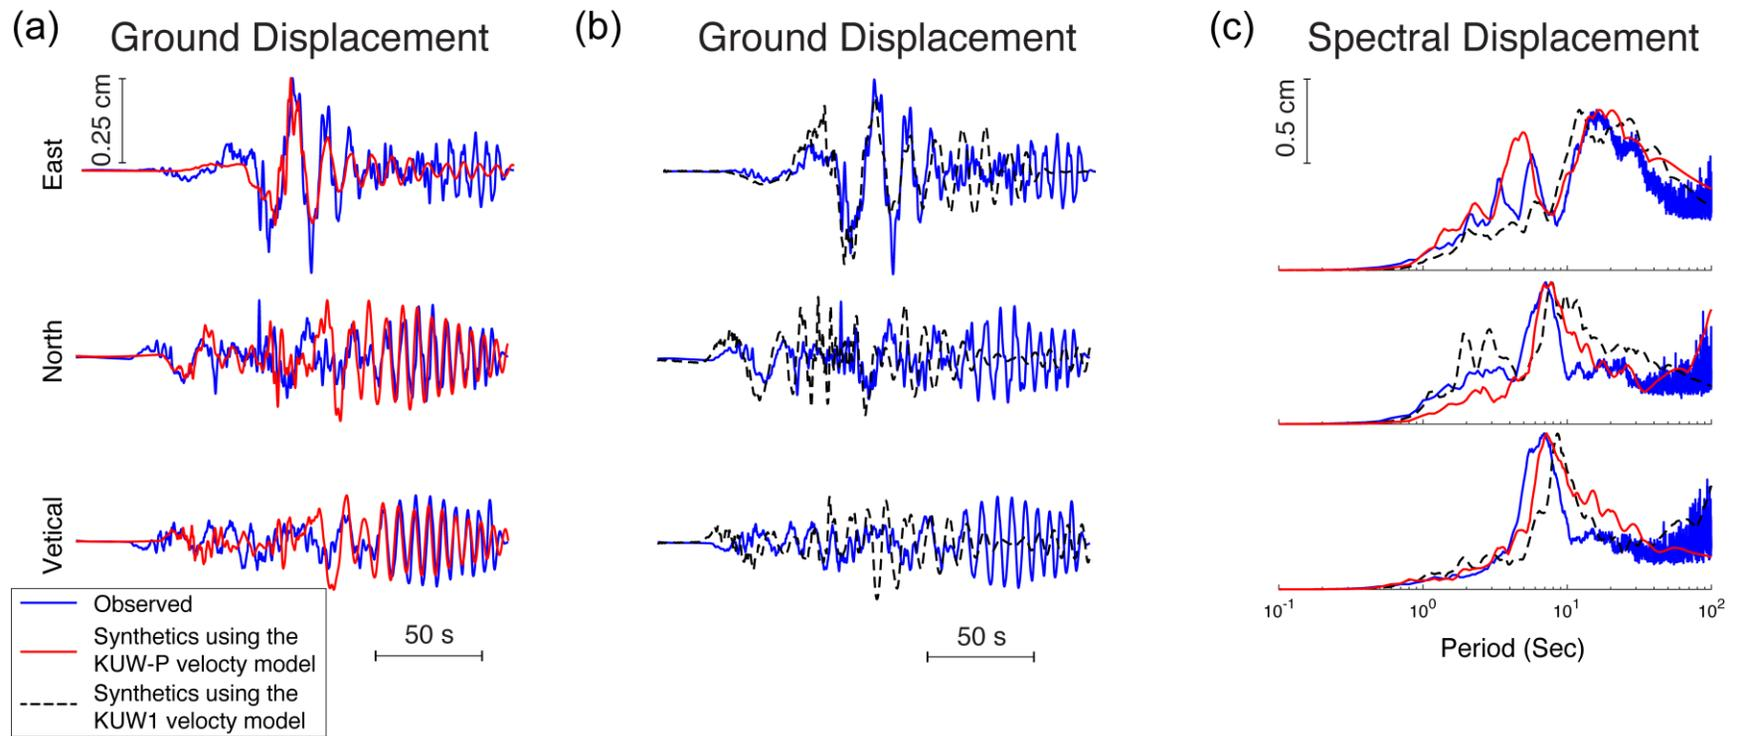 (a)
Ground Displacement
(b)
Ground Displacement
(c)
Spectral Displacement
0.25 cm
0.5 cm
East
North
Vetical
Observed
Synthetics using the
KUW-P velocty model
Synthetics using the
KUW1 velocty model
50 s
50 s
10^-1
10^0
10^1
10^2
Period (Sec)